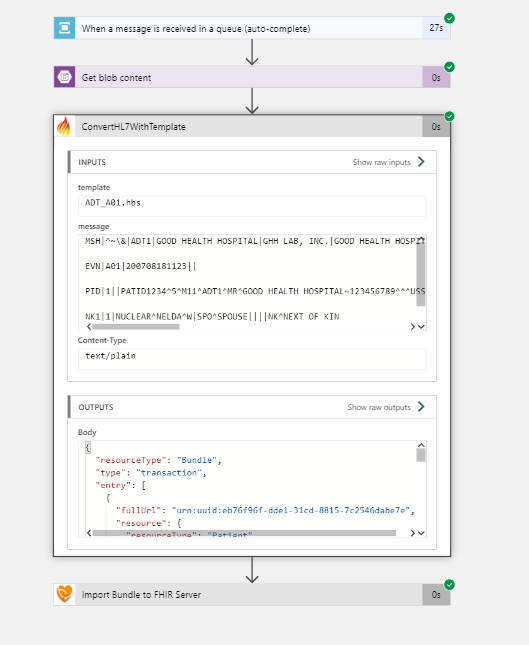 When a message is received in a queue (auto-complete)
27s
Get blob content
0s
ConvertHL7WithTemplate
0s
INPUTS
Show raw inputs
template
ADT_A01.hbs
message
MSH|^~\&|ADT1|GOOD HEALTH HOSPITAL|GHH LAB, INC.|GOOD HEALTH HOSPIT
EVN|A01|200708181123||
PID|1||PATID1234^5^M11^ADT1^MR^GOOD HEALTH HOSPITAL~123456789^^^USS
NK1|1|NUCLEAR^NELDA^W|SPO^SPOUSE||||NK^NEXT OF KIN
Content-Type
text/plain
OUTPUTS
Show raw outputs
Body
{
"resourceType": "Bundle",
"type": "transaction",
"entry": [
{
"fullUrl": "urn:uuid:eb76f96f-dde1-31cd-8815-7c2546dabe7e",
"resource": {
"resourceType": "Patient"
Import Bundle to FHIR Server
0s